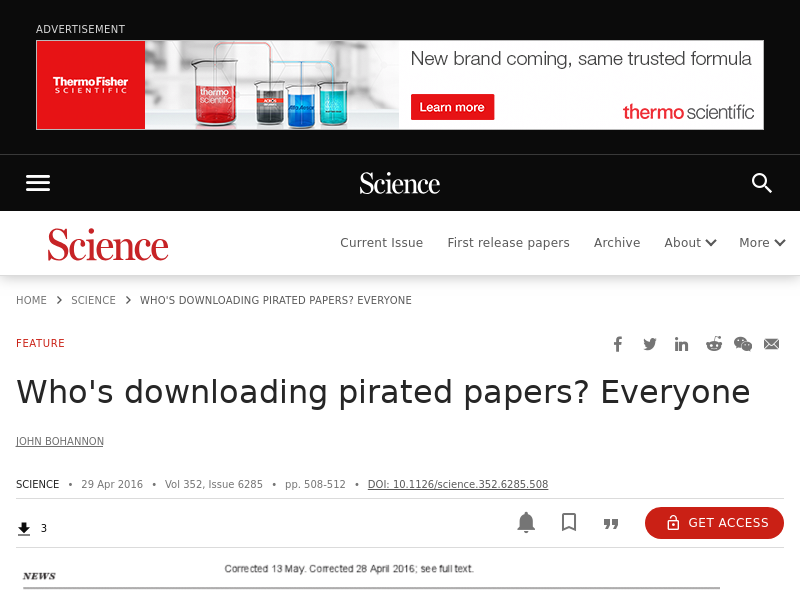 ADVERTISEMENT
ThermoFisher
SCIENTIFIC
thermo
scientific
New brand coming, same trusted formula
Learn more
thermo scientific
Science
Science
Current Issue
First release papers
Archive
About
More
HOME
SCIENCE
WHO'S DOWNLOADING PIRATED PAPERS? EVERYONE
FEATURE
Who's downloading pirated papers? Everyone
JOHN BOHANNON
SCIENCE • 29 Apr 2016 • Vol 352, Issue 6285 • pp. 508-512 • DOI: 10.1126/science.352.6285.508
3
GET ACCESS
Corrected 13 May. Corrected 28 April 2016; see full text.
NEWS